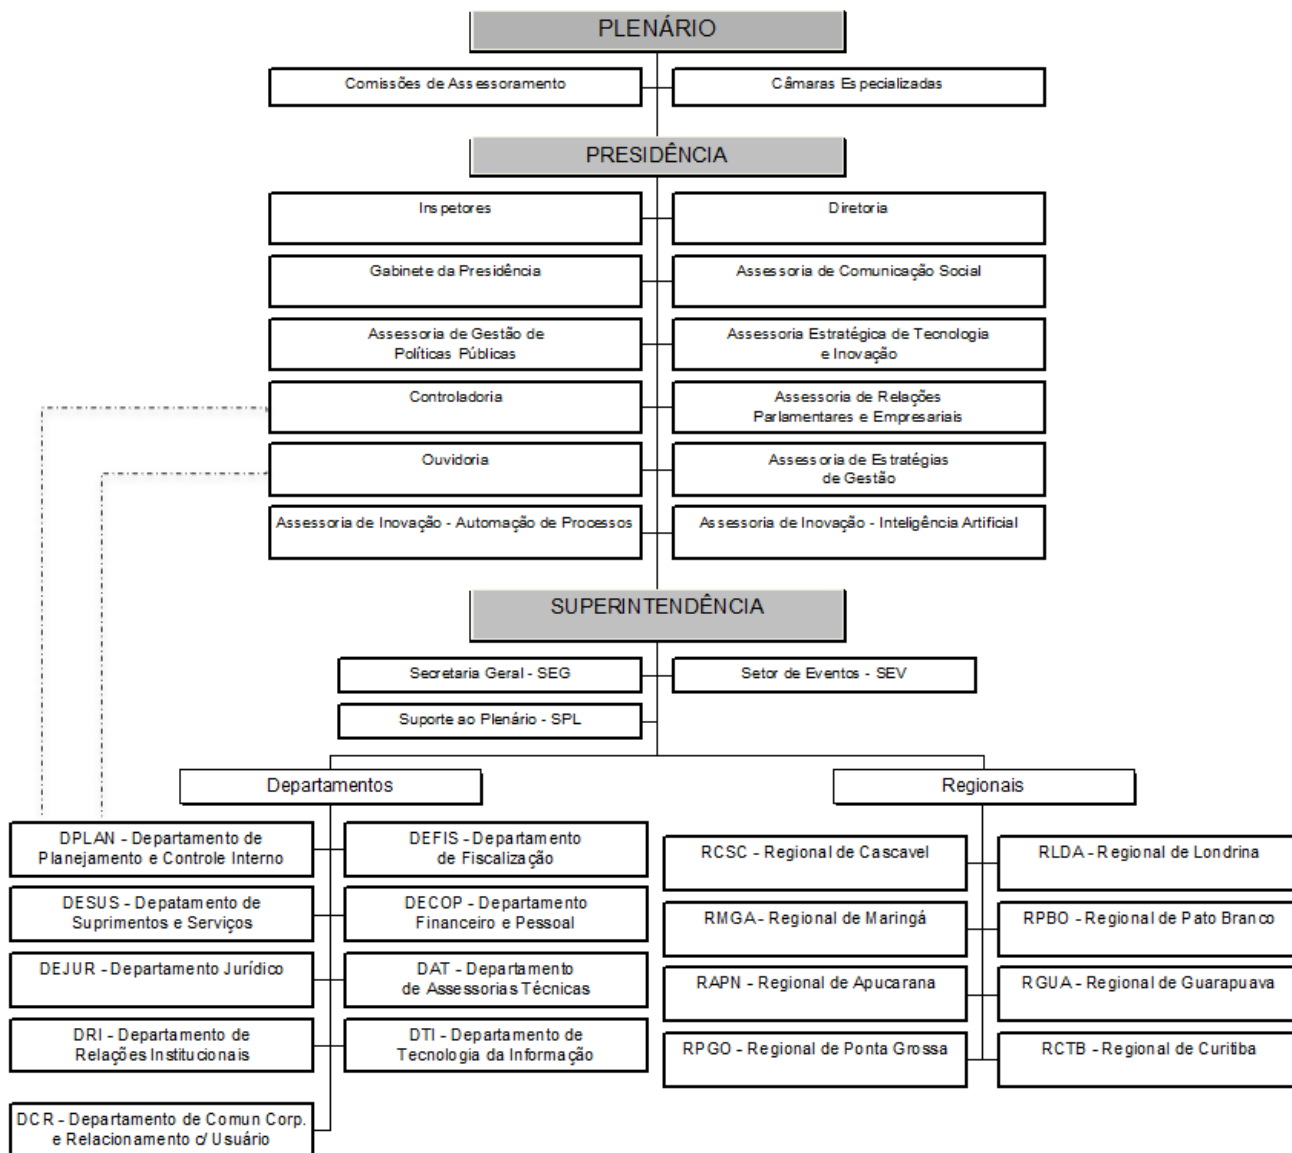 PLENÁRIO
Comissões de Assessoramento
Câmaras Especializadas
PRESIDÊNCIA
Inspetores
Diretoria
Gabinete da Presidência
Assessoria de Comunicação Social
Assessoria de Gestão de
Políticas Públicas
Assessoria Estratégica de Tecnologia
e Inovação
Controladoria
Assessoria de Relações
Parlamentares e Empresariais
Ouvidoria
Assessoria de Estratégias
de Gestão
Assessoria de Inovação - Automação de Processos
Assessoria de Inovação - Inteligência Artificial
SUPERINTENDÊNCIA
Secretaria Geral - SEG
Setor de Eventos - SEV
Suporte ao Plenário - SPL
Departamentos
Regionais
DPLAN - Departamento de
Planejamento e Controle Interno
DEFIS - Departamento
de Fiscalização
DESUS - Depatamento de
Suprimentos e Serviços
DECOP - Departamento
Financeiro e Pessoal
DEJUR - Departamento Jurídico
DAT - Departamento
de Assessorias Técnicas
DRI - Departamento de
Relações Institucionais
DTI - Departamento de
Tecnologia da Informação
DCR - Departamento de Comun Corp.
e Relacionamento c/ Usuário
RCSC - Regional de Cascavel
RLDA - Regional de Londrina
RMGA - Regional de Maringá
RPBO - Regional de Pato Branco
RAPN - Regional de Apucarana
RGUA - Regional de Guarapuava
RPGO - Regional de Ponta Grossa
RCTB - Regional de Curitiba